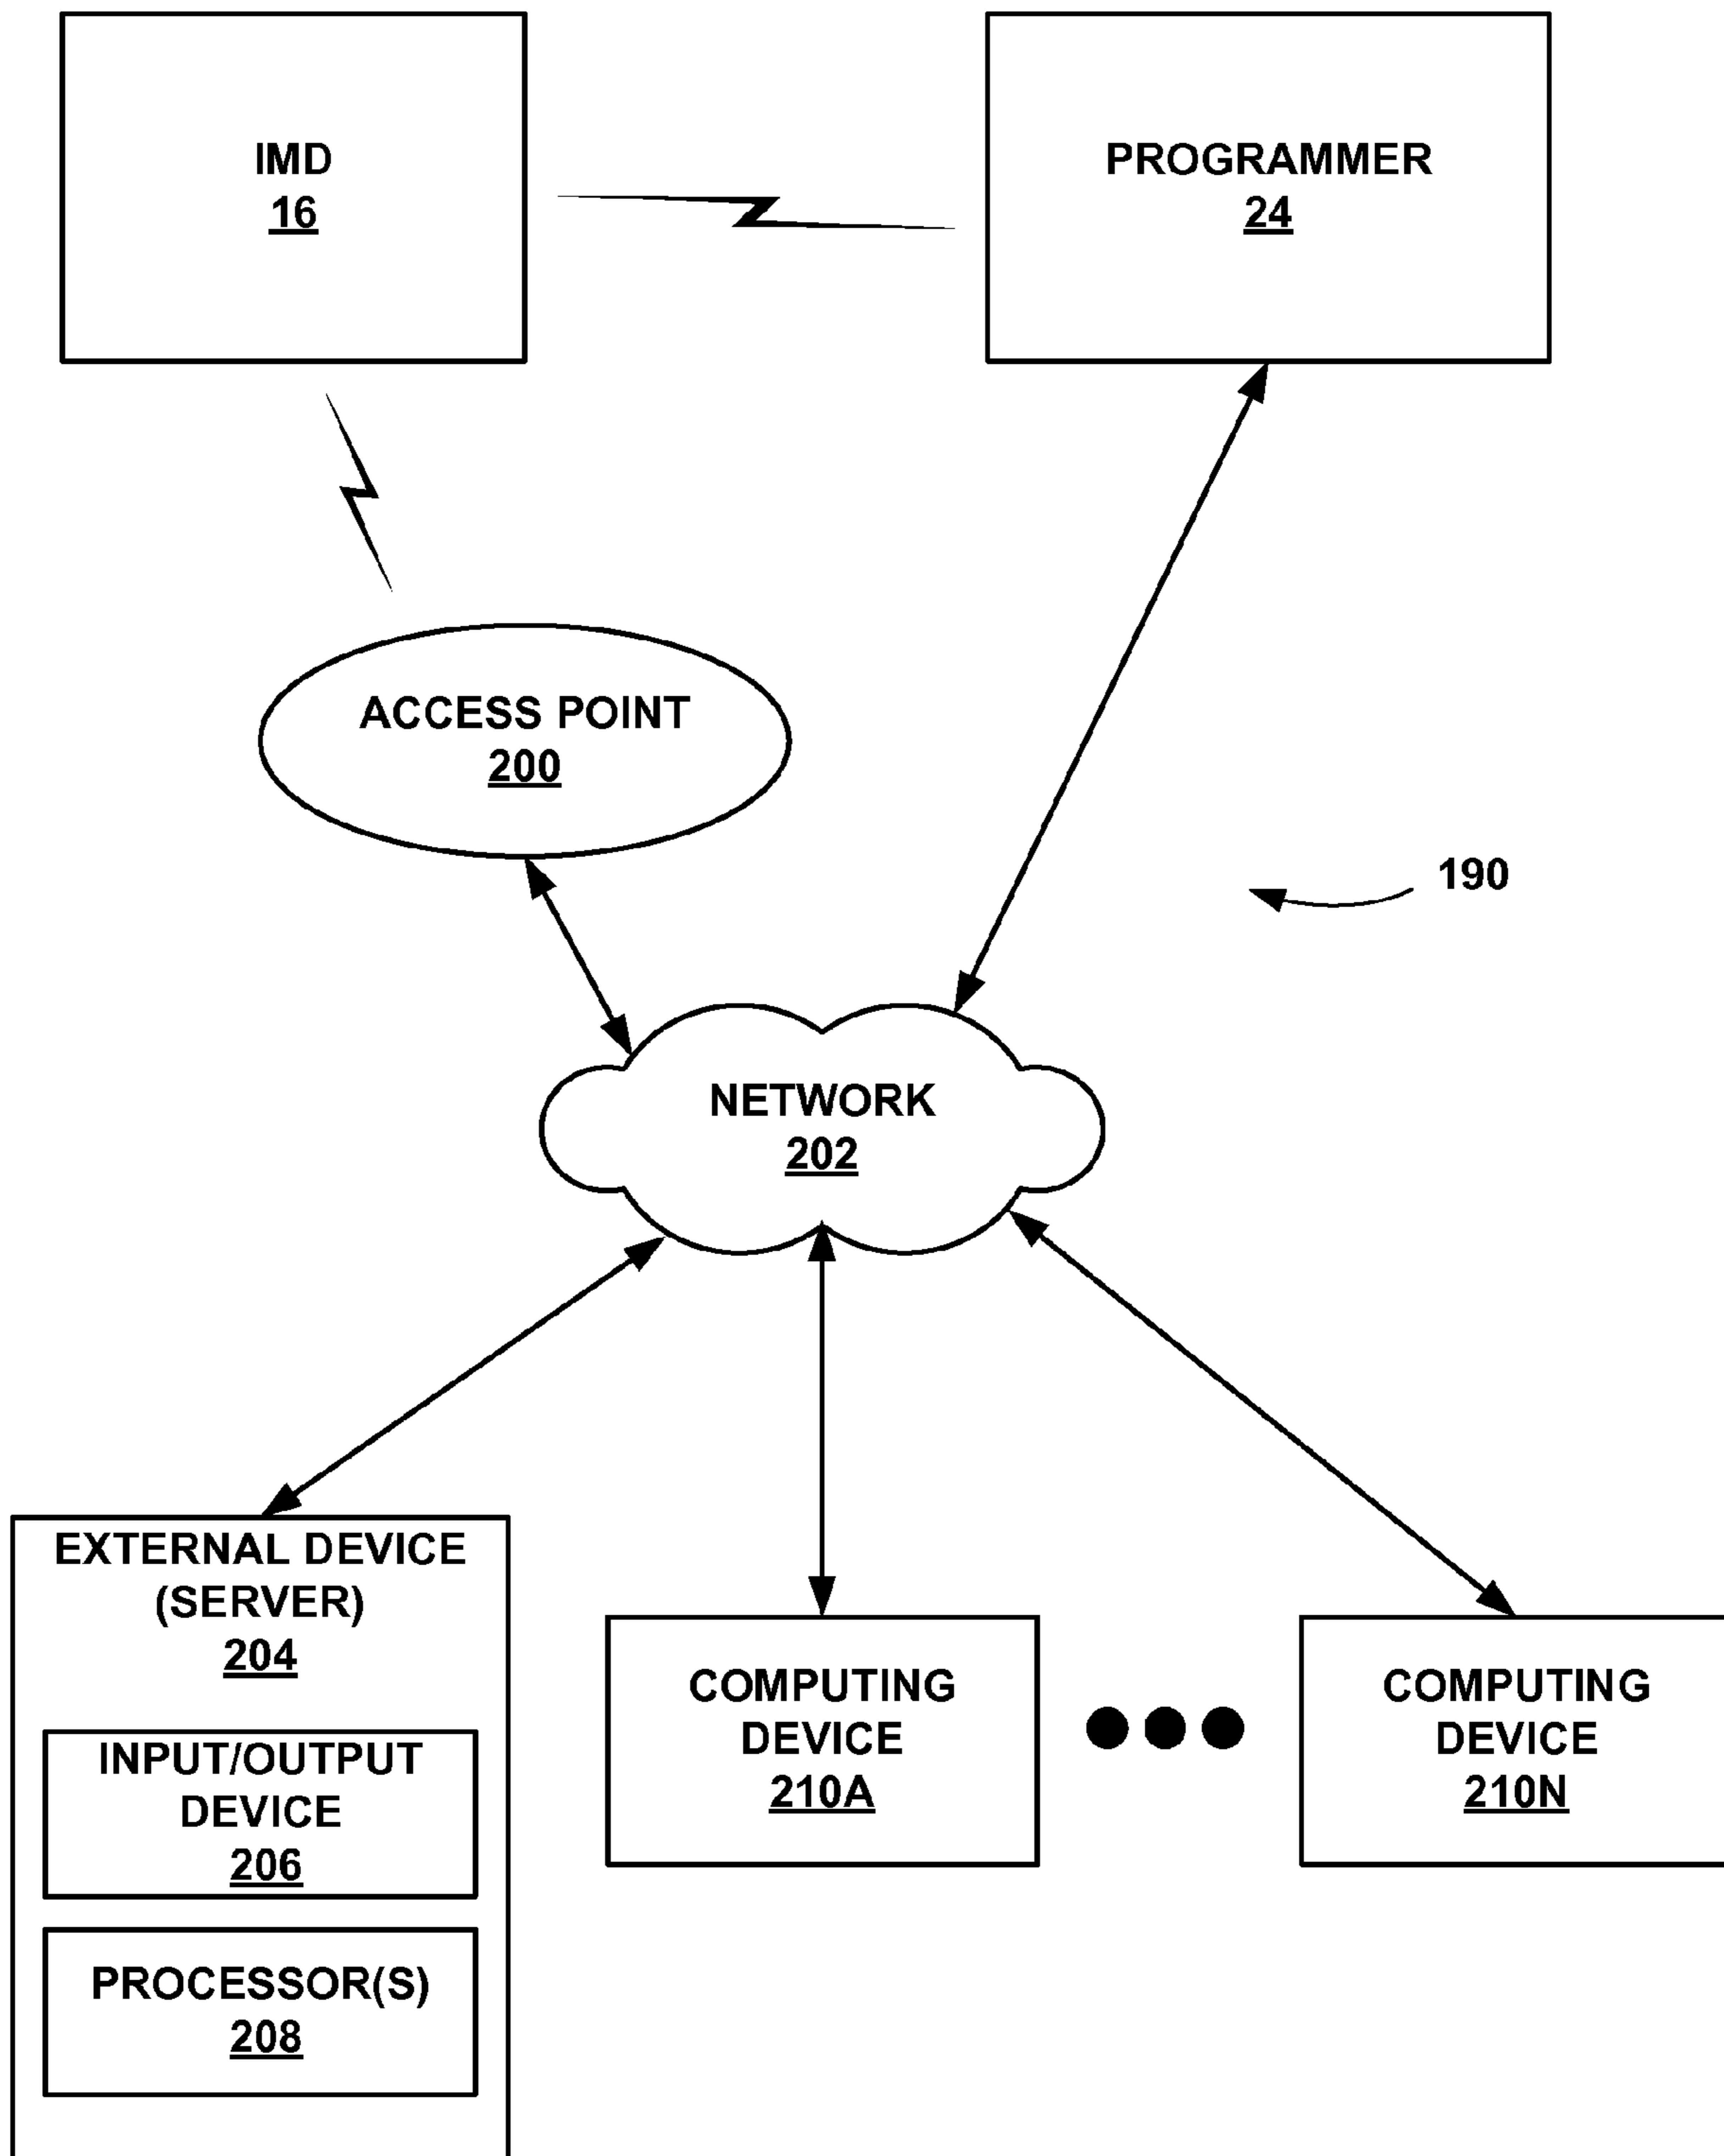 IMD
16
PROGRAMMER
24
ACCESS POINT
200
190
NETWORK
202
EXTERNAL DEVICE
(SERVER)
204
INPUT/OUTPUT
DEVICE
206
PROCESSOR(S)
208
COMPUTING
DEVICE
210A
COMPUTING
DEVICE
210N